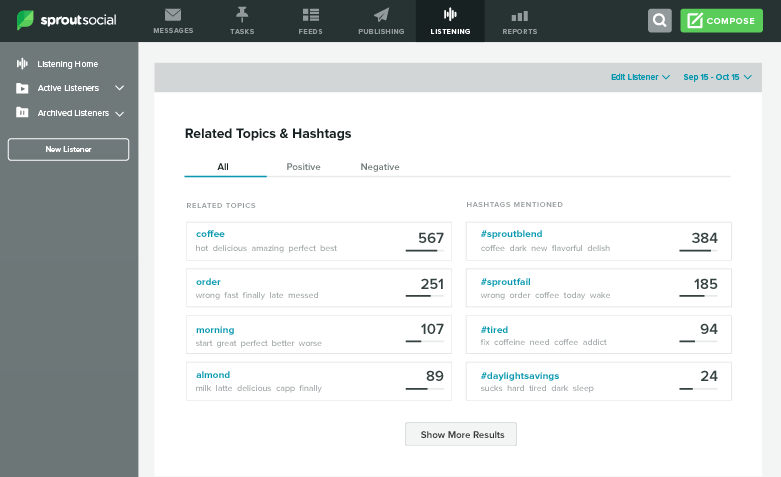 sproutsocial
MESSAGES
TASKS
FEEDS
PUBLISHING
LISTENING
REPORTS
COMPOSE
Listening Home
Active Listeners
Archived Listeners
New Listener
Edit Listener
Sep 15 - Oct 15
Related Topics & Hashtags
All
Positive
Negative
RELATED TOPICS
coffee
567
hot delicious amazing perfect best
order
251
wrong fast finally late messed
morning
107
start great perfect better worse
almond
89
milk latte delicious capp finally
HASHTAGS MENTIONED
#sproutblend
384
coffee dark new flavorful delish
#sproutfail
185
wrong order coffee today wake
#tired
94
fix caffeine need coffee addict
#daylightsavings
24
sucks hard tired dark sleep
Show More Results